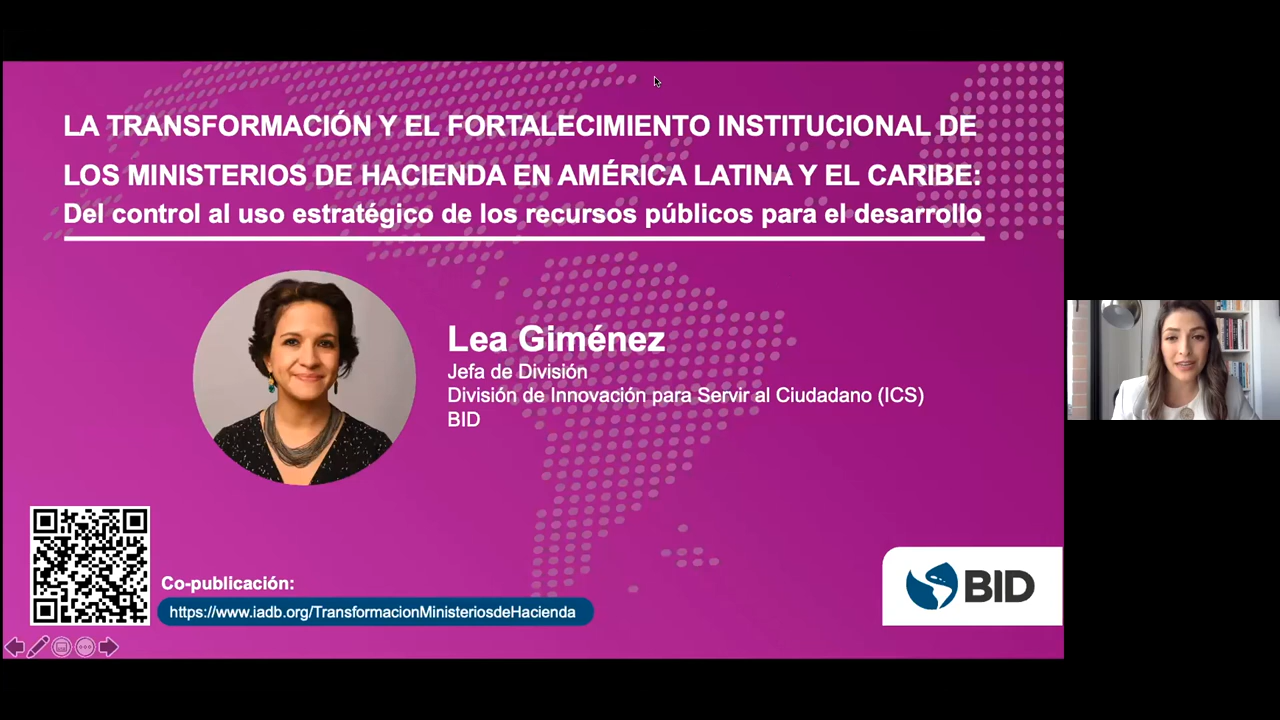 LA TRANSFORMACIÓN Y EL FORTALECIMIENTO INSTITUCIONAL DE
LOS MINISTERIOS DE HACIENDA EN AMÉRICA LATINA Y EL CARIBE:
Del control al uso estratégico de los recursos públicos para el desarrollo
Lea Giménez
Jefa de División
División de Innovación para Servir al Ciudadano (ICS)
BID
Co-publicación:
https://www.iadb.org/TransformacionMinisteriosdeHacienda
BID